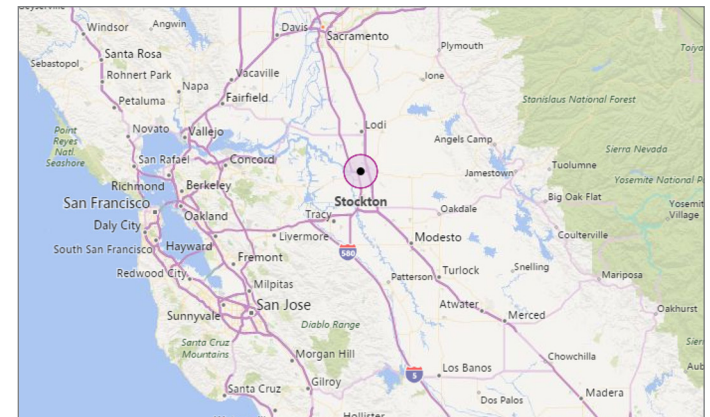 Windsor
Angwin
Davis
Sacramento
Plymouth
Toiya
Santa Rosa
Sebastopol
Rohnert Park
Napa
Vacaville
Ione
Petaluma
Fairfield
Stanislaus National Forest
Novato
Vallejo
Lodi
Point
Reyes
Natl
Seashore
Angels Camp
Sierra Nevada
San Rafael
Concord
Jamestown
Tuolumne
Richmond
Berkeley
Yosemite National P
San Francisco
Stockton
Big Oak Flat
Oakland
Tracy
Oakdale
Yosemit
Village
Daly City
Hayward
Livermore
Modesto
Coulterville
South San Francisco
580
Fremont
Redwood City
Patterson
Turlock
Snelling
Mariposa
Milpitas
San Jose
Atwater
Oakhurst
Sunnyvale
Diablo Range
Merced
Santa Cruz
Mountains
Sier
Morgan Hill
Chowchilla
Los Banos
Aub
5
Santa Cruz
Gilroy
Madera
Dos Palos
Hollister